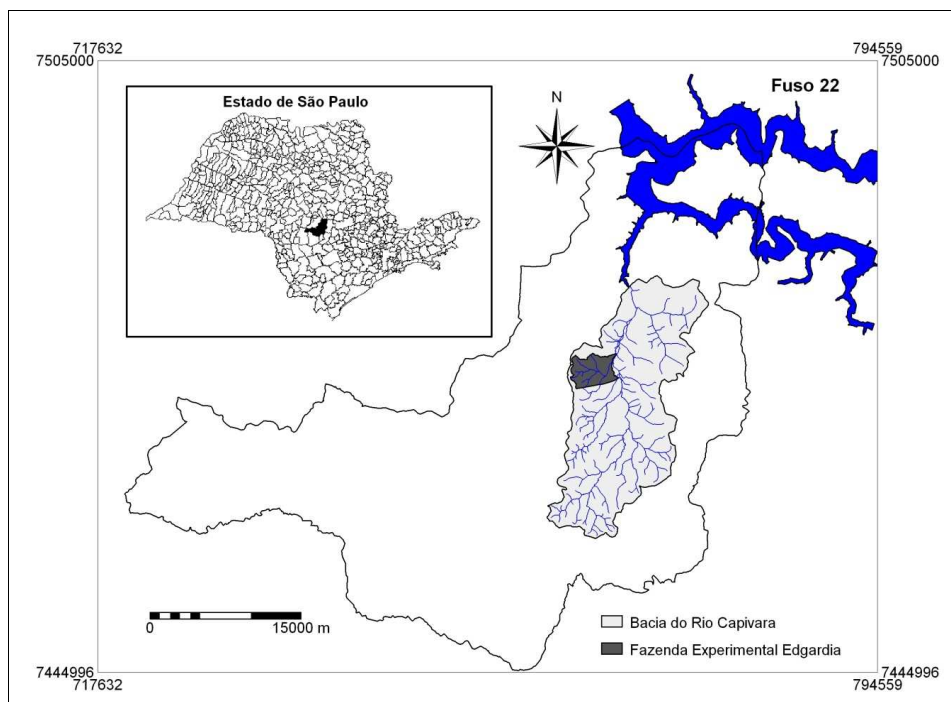 717632
794559
7505000
7505000
Fuso 22
Estado de São Paulo
N
0
15000 m
Bacia do Rio Capivara
Fazenda Experimental Edgardia
7444996
7444996
717632
794559